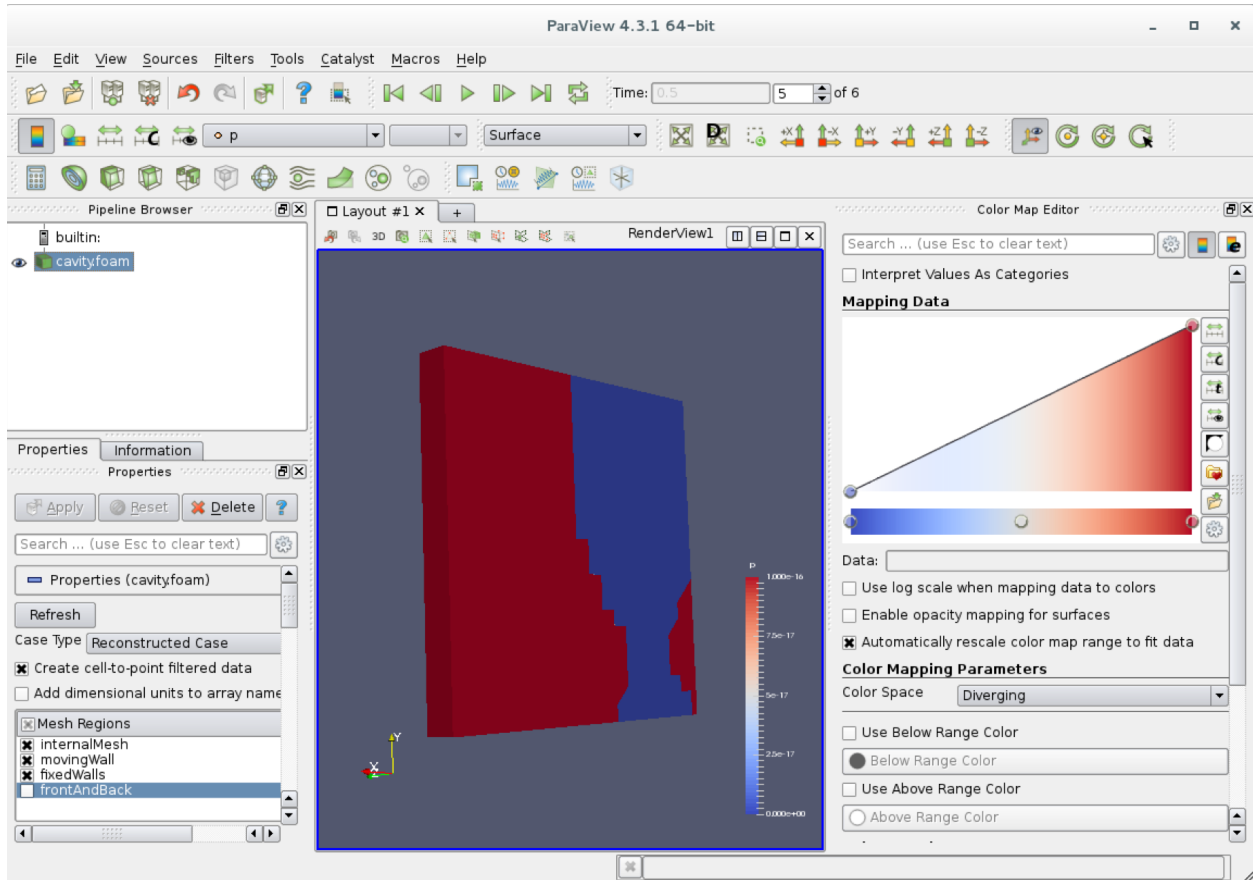 ParaView 4.3.1 64-bit
File Edit View Sources Filters Tools Catalyst Macros Help
Time: 0.5 5 of 6
p Surface
+X -X +Y -Y +Z -Z
Pipeline Browser
builtin:
cavity.foam
Properties Information
Properties
Apply Reset Delete ?
Search ... (use Esc to clear text)
Properties (cavity.foam)
Refresh
Case Type Reconstructed Case
Create cell-to-point filtered data
Add dimensional units to array name
Mesh Regions
internalMesh
movingWall
fixedWalls
frontAndBack
Layout #1 +
3D RenderView1
p
1.000e-16
7.5e-17
5e-17
2.5e-17
0.000e+00
Y
X
Z
Color Map Editor
Search ... (use Esc to clear text)
Interpret Values As Categories
Mapping Data
Data:
Use log scale when mapping data to colors
Enable opacity mapping for surfaces
Automatically rescale color map range to fit data
Color Mapping Parameters
Color Space Diverging
Use Below Range Color
Below Range Color
Use Above Range Color
Above Range Color